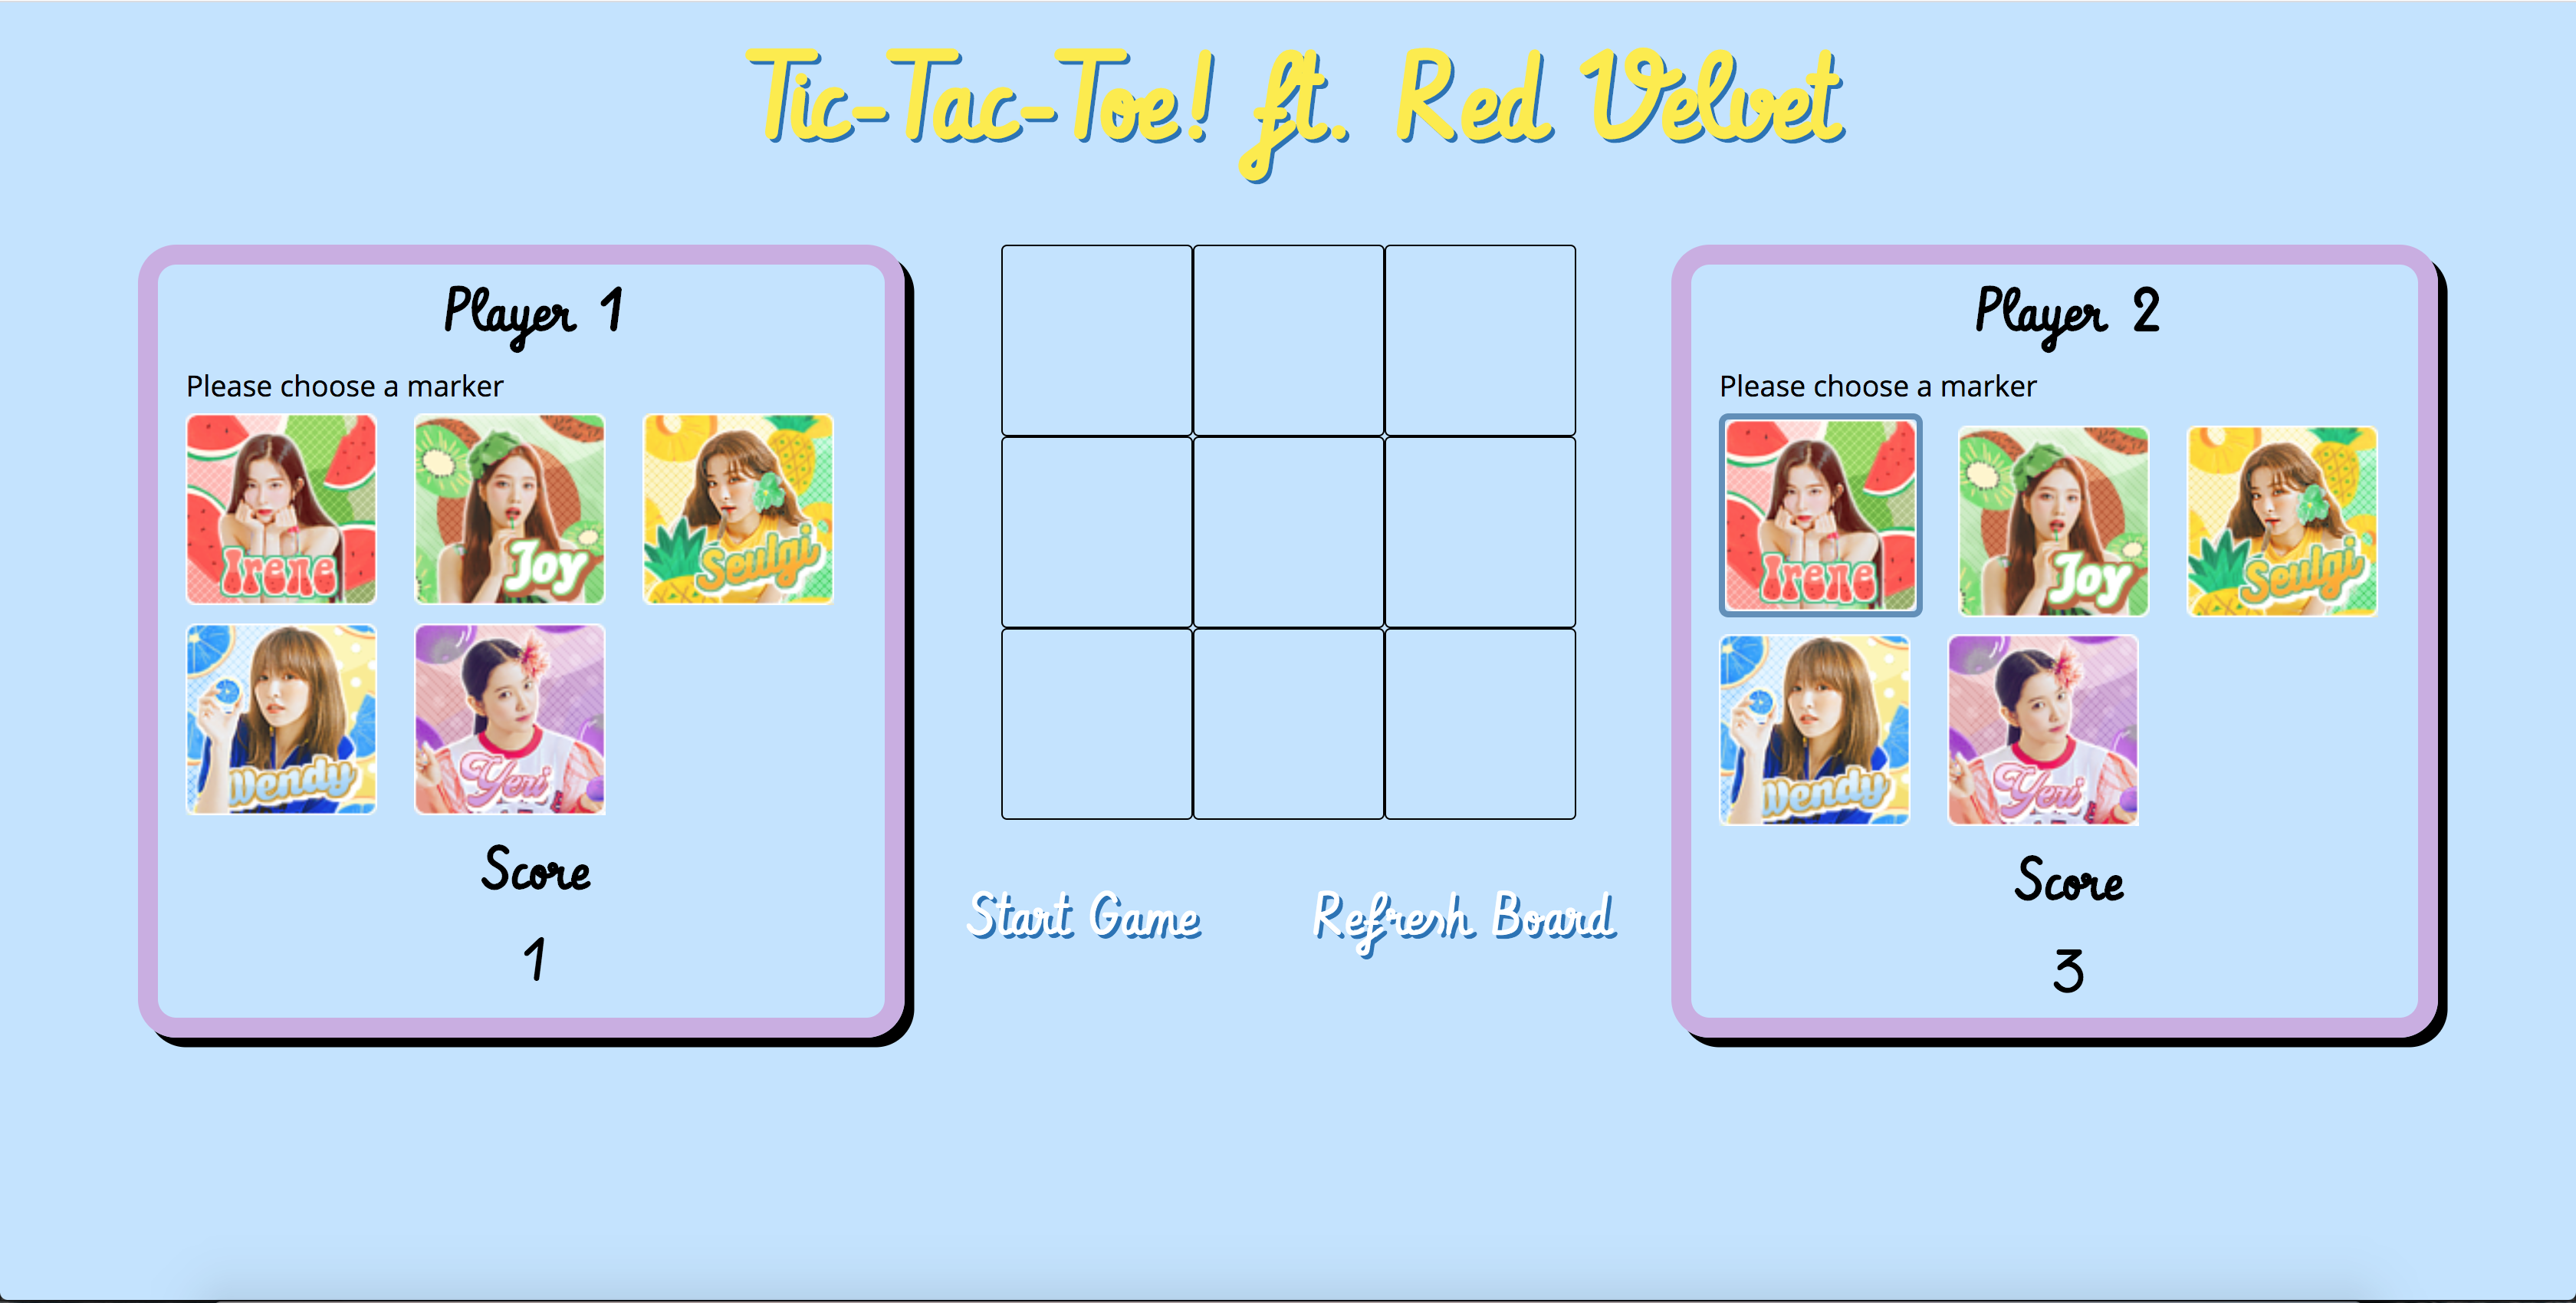 Tic-Tac-Toe! ft. Red Velvet
Player 1
Please choose a marker
Irene
Joy
Seulgi
Wendy
Yeri
Score
1
Start Game
Refresh Board
Player 2
Please choose a marker
Irene
Joy
Seulgi
Wendy
Yeri
Score
3